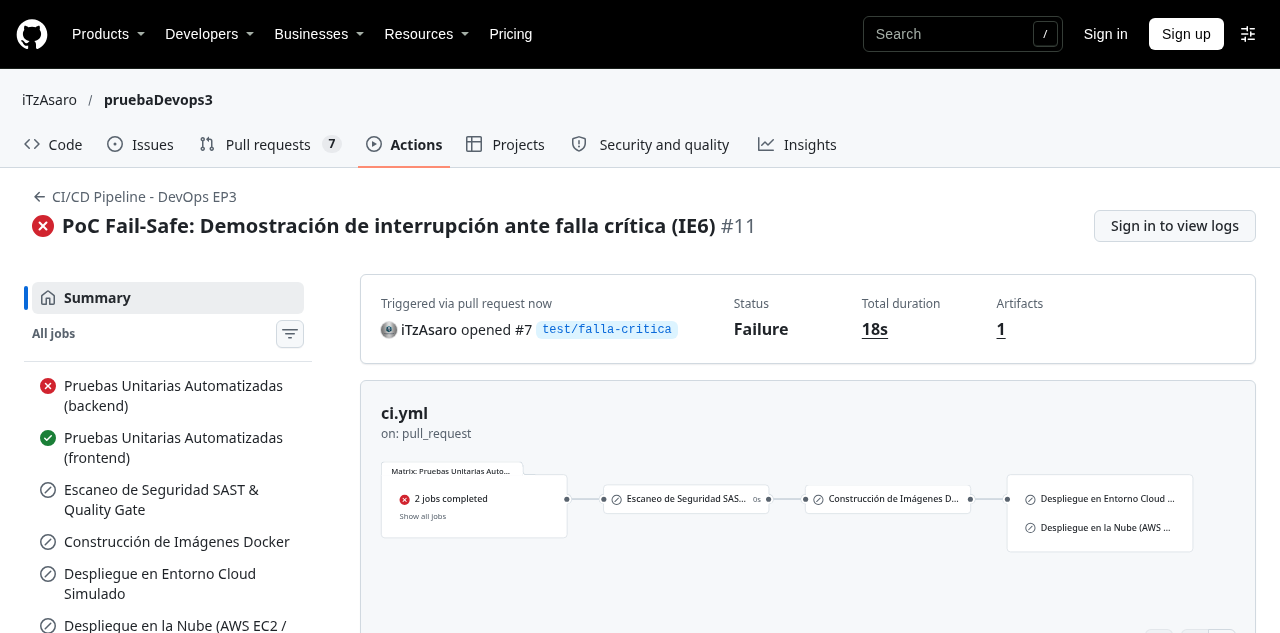 Products Developers Businesses Resources Pricing Search / Sign in Sign up
iTzAsaro / pruebaDevops3
Code Issues Pull requests 7 Actions Projects Security and quality Insights
CI/CD Pipeline - DevOps EP3
PoC Fail-Safe: Demostración de interrupción ante falla crítica (IE6) #11
Sign in to view logs
Summary
All jobs
Pruebas Unitarias Automatizadas
(backend)
Pruebas Unitarias Automatizadas
(frontend)
Escaneo de Seguridad SAST &
Quality Gate
Construcción de Imágenes Docker
Despliegue en Entorno Cloud
Simulado
Despliegue en la Nube (AWS EC2 /
Triggered via pull request now
iTzAsaro opened #7 test/falla-critica
Status
Failure
Total duration
18s
Artifacts
1
ci.yml
on: pull_request
Matrix: Pruebas Unitarias Auto...
2 jobs completed
Show all jobs
Escaneo de Seguridad SAS... 0s
Construcción de Imágenes D...
Despliegue en Entorno Cloud ...
Despliegue en la Nube (AWS ...